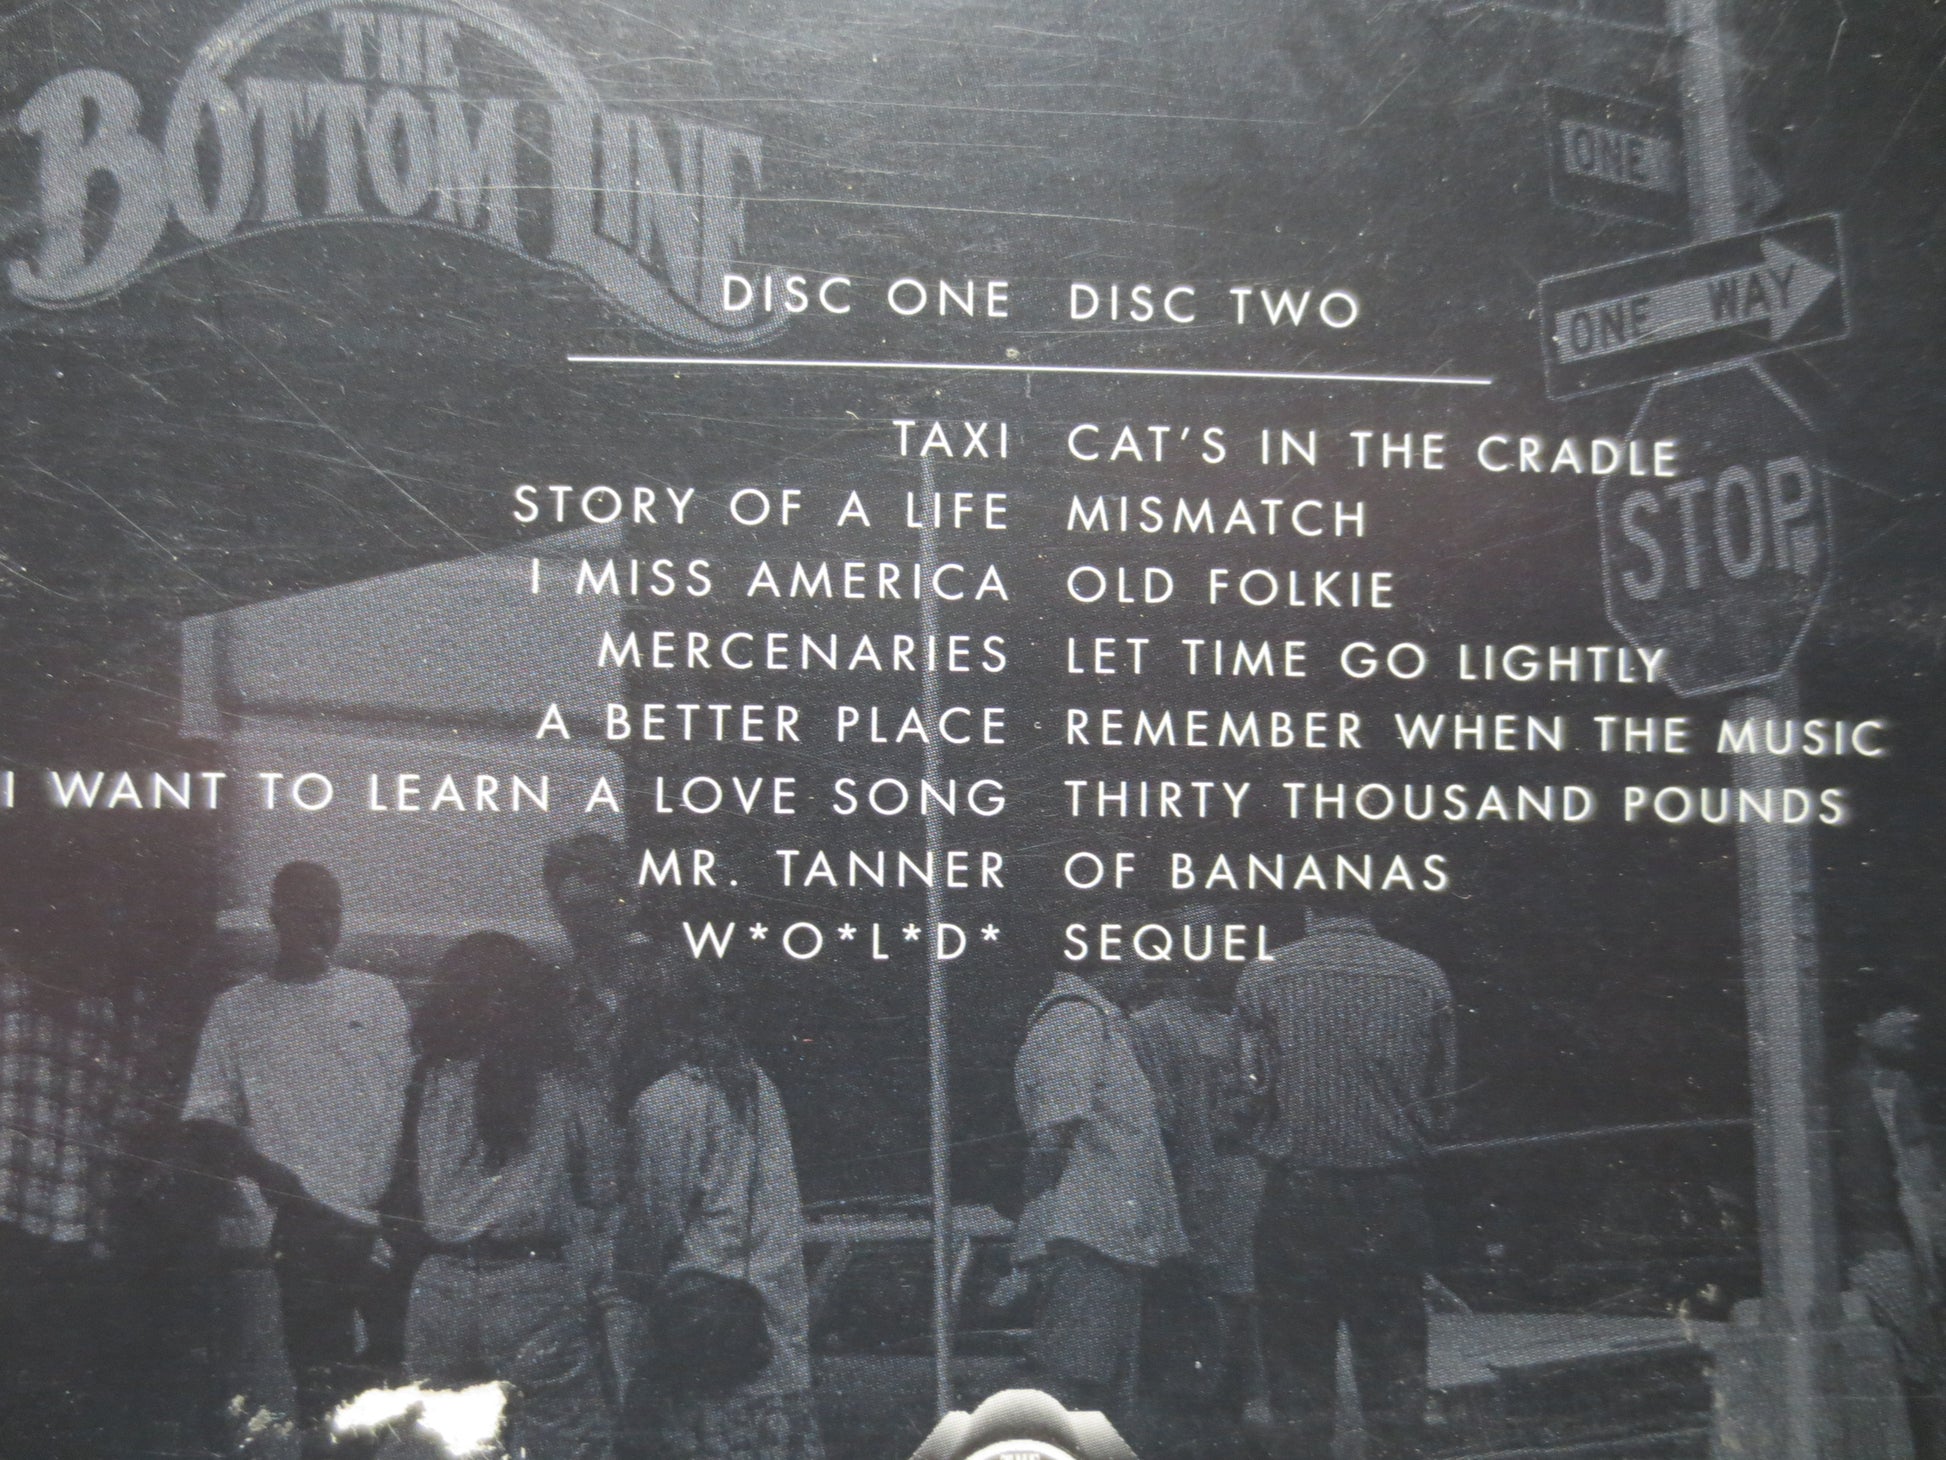 THE
BOTTOM LINE
ONE
ONE WAY
STOP
DISC ONE
TAXI
STORY OF A LIFE
I MISS AMERICA
MERCENARIES
A BETTER PLACE
I WANT TO LEARN A LOVE SONG
MR. TANNER
W*O*L*D*
DISC TWO
CAT'S IN THE CRADLE
MISMATCH
OLD FOLKIE
LET TIME GO LIGHTLY
REMEMBER WHEN THE MUSIC
THIRTY THOUSAND POUNDS
OF BANANAS
SEQUEL
THE